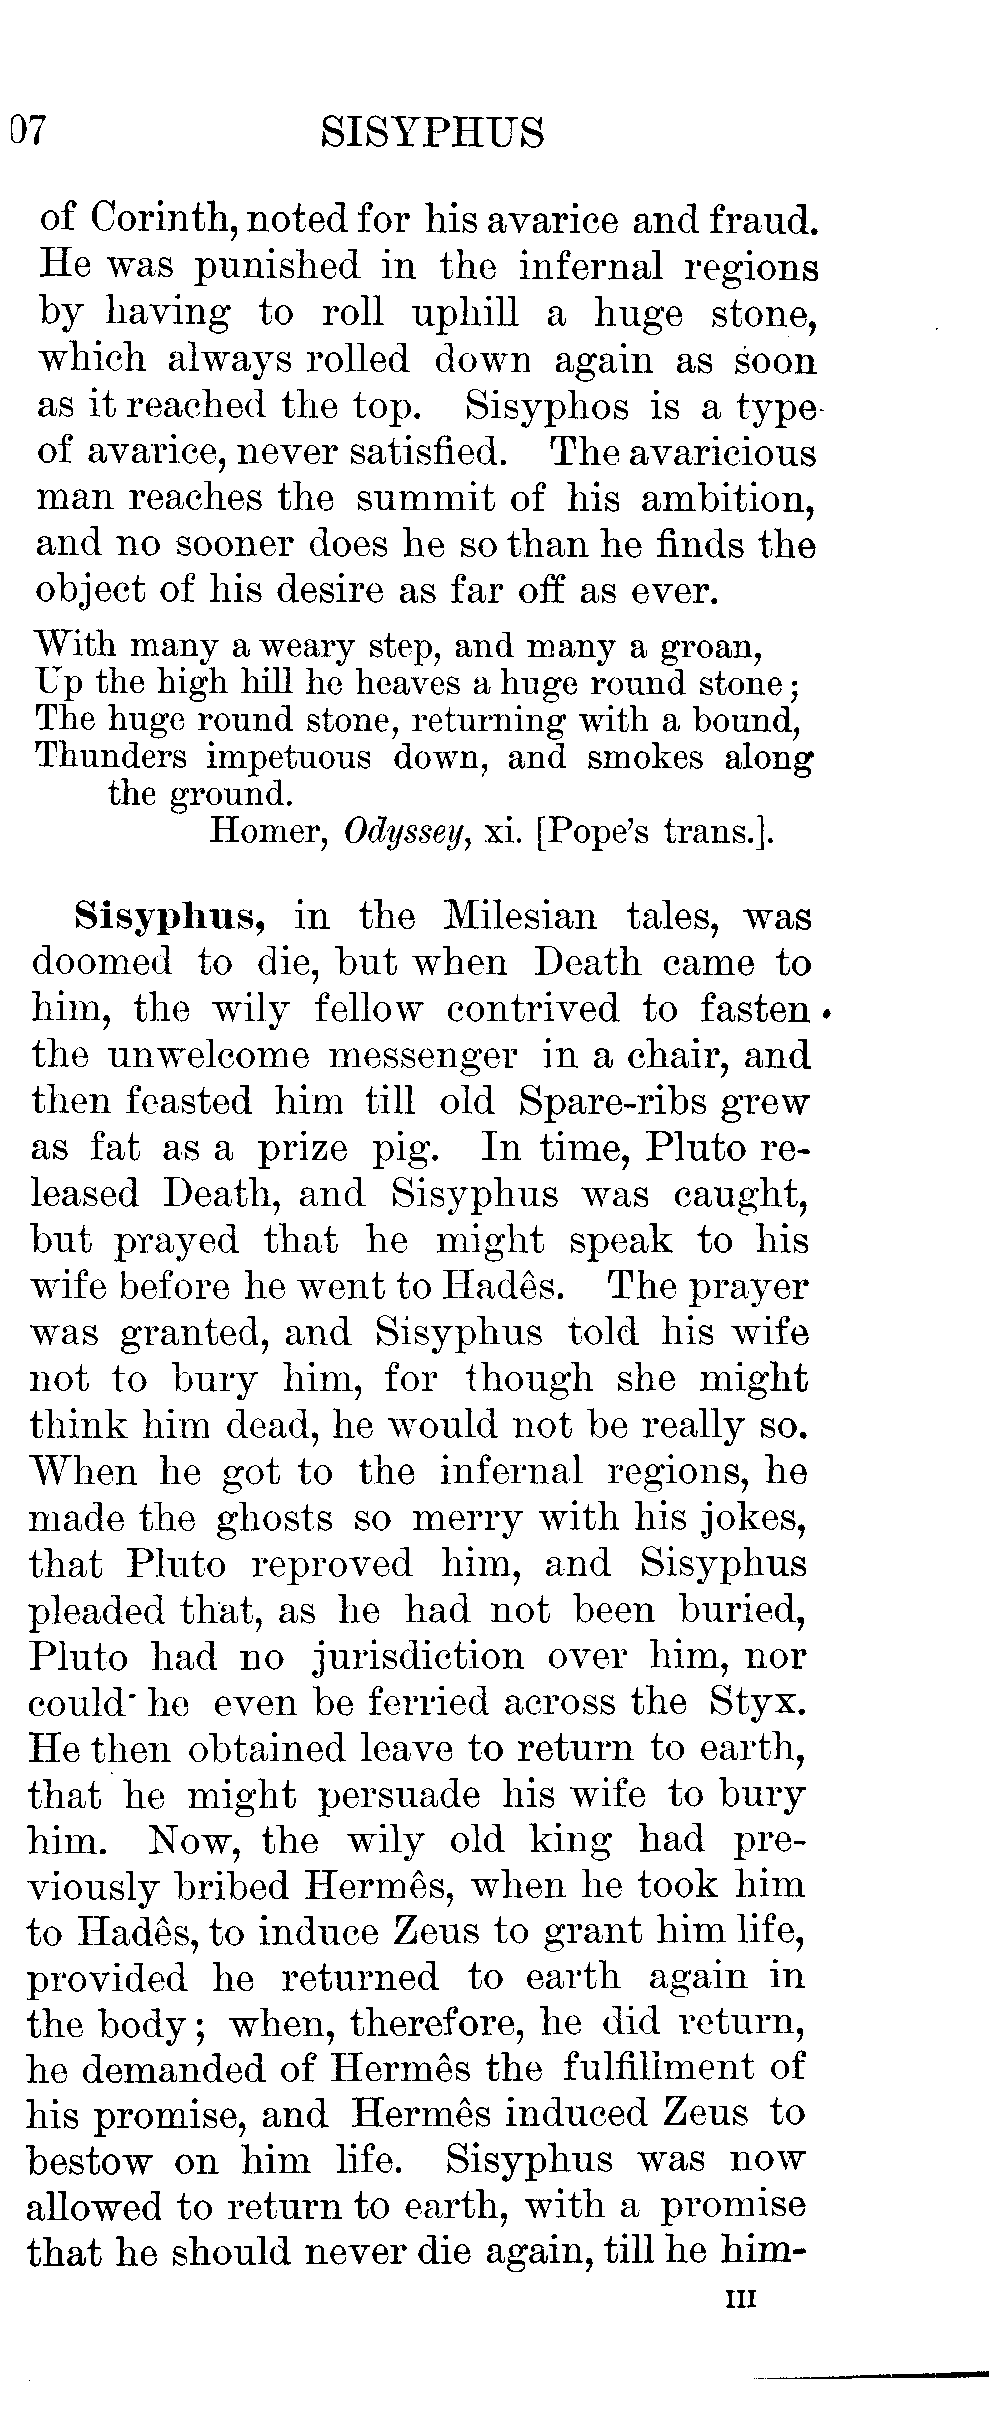 07 SISYPHUS
of Corinth, noted for his avarice and fraud.
He was punished in the infernal regions
by having to roll uphill a huge stone,
which always rolled down again as soon
as it reached the top. Sisyphos is a type
of avarice, never satisfied. The avaricious
man reaches the summit of his ambition,
and no sooner does he so than he finds the
object of his desire as far off as ever.
With many a weary step, and many a groan,
Up the high hill he heaves a huge round stone;
The huge round stone, returning with a bound,
Thunders impetuous down, and smokes along
the ground.
Homer, Odyssey, xi. [Pope's trans.].
Sisyphus, in the Milesian tales, was
doomed to die, but when Death came to
him, the wily fellow contrived to fasten
the unwelcome messenger in a chair, and
then feasted him till old Spare-ribs grew
as fat as a prize pig. In time, Pluto re-
leased Death, and Sisyphus was caught,
but prayed that he might speak to his
wife before he went to Hadês. The prayer
was granted, and Sisyphus told his wife
not to bury him, for though she might
think him dead, he would not be really so.
When he got to the infernal regions, he
made the ghosts so merry with his jokes,
that Pluto reproved him, and Sisyphus
pleaded that, as he had not been buried,
Pluto had no jurisdiction over him, nor
could he even be ferried across the Styx.
He then obtained leave to return to earth,
that he might persuade his wife to bury
him. Now, the wily old king had pre-
viously bribed Hermês, when he took him
to Hadês, to induce Zeus to grant him life,
provided he returned to earth again in
the body; when, therefore, he did return,
he demanded of Hermês the fulfilment of
his promise, and Hermês induced Zeus to
bestow on him life. Sisyphus was now
allowed to return to earth, with a promise
that he should never die again, till he him-
III